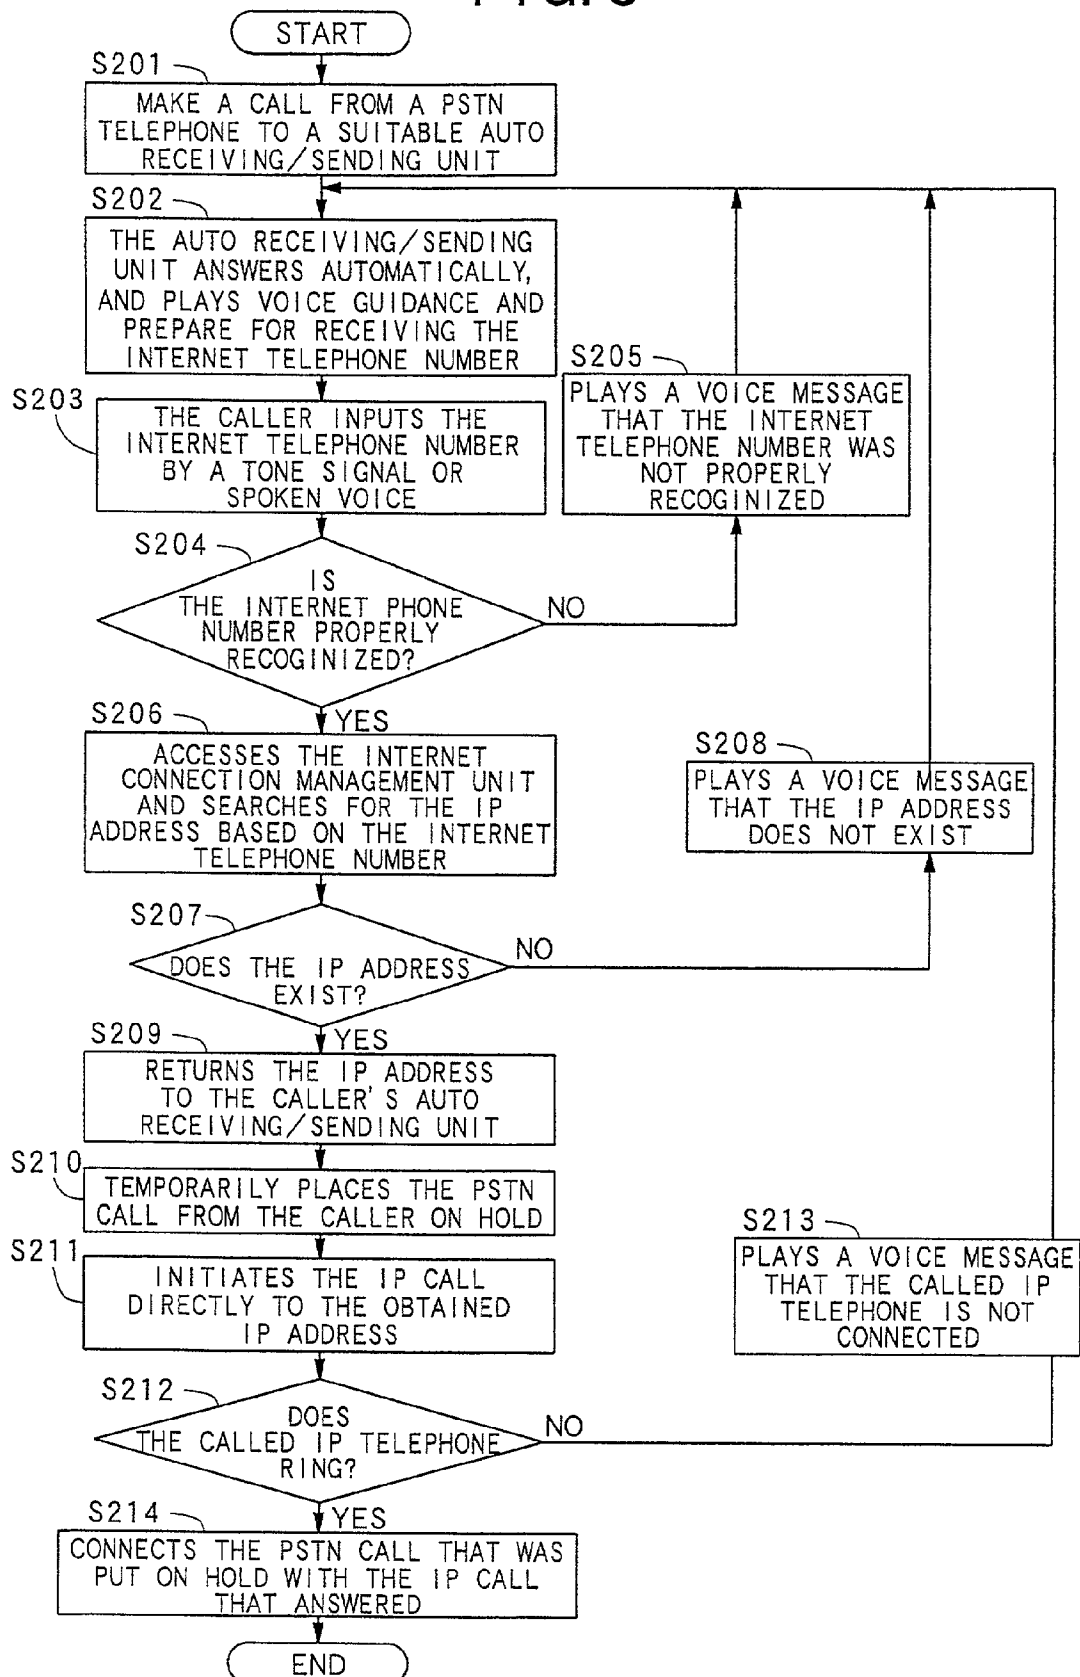 START
S201
MAKE A CALL FROM A PSTN
TELEPHONE TO A SUITABLE AUTO
RECEIVING/SENDING UNIT
S202
THE AUTO RECEIVING/SENDING
UNIT ANSWERS AUTOMATICALLY,
AND PLAYS VOICE GUIDANCE AND
PREPARE FOR RECEIVING THE
INTERNET TELEPHONE NUMBER
S203
THE CALLER INPUTS THE
INTERNET TELEPHONE NUMBER
BY A TONE SIGNAL OR
SPOKEN VOICE
S205
PLAYS A VOICE MESSAGE
THAT THE INTERNET
TELEPHONE NUMBER WAS
NOT PROPERLY
RECOGINIZED
S204
IS
THE INTERNET PHONE
NUMBER PROPERLY
RECOGINIZED?
NO
YES
S206
ACCESSES THE INTERNET
CONNECTION MANAGEMENT UNIT
AND SEARCHES FOR THE IP
ADDRESS BASED ON THE INTERNET
TELEPHONE NUMBER
S208
PLAYS A VOICE MESSAGE
THAT THE IP ADDRESS
DOES NOT EXIST
S207
DOES THE IP ADDRESS
EXIST?
NO
YES
S209
RETURNS THE IP ADDRESS
TO THE CALLER'S AUTO
RECEIVING/SENDING UNIT
S210
TEMPORARILY PLACES THE PSTN
CALL FROM THE CALLER ON HOLD
S211
INITIATES THE IP CALL
DIRECTLY TO THE OBTAINED
IP ADDRESS
S213
PLAYS A VOICE MESSAGE
THAT THE CALLED IP
TELEPHONE IS NOT
CONNECTED
S212
DOES
THE CALLED IP TELEPHONE
RING?
NO
YES
S214
CONNECTS THE PSTN CALL THAT WAS
PUT ON HOLD WITH THE IP CALL
THAT ANSWERED
END